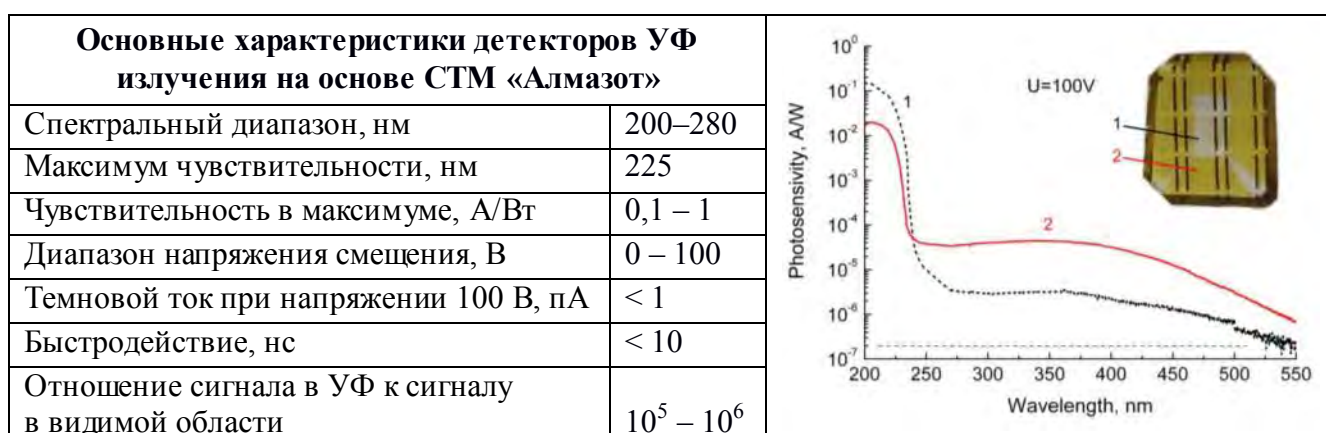 Основные характеристики детекторов УФ
излучения на основе СТМ «Алмазот»
Спектральный диапазон, нм 200–280
Максимум чувствительности, нм 225
Чувствительность в максимуме, А/Вт 0,1 – 1
Диапазон напряжения смещения, В 0 – 100
Темновой ток при напряжении 100 В, пА < 1
Быстродействие, нс < 10
Отношение сигнала в УФ к сигналу
в видимой области 10⁵ – 10⁶
Photosensivity, A/W
10⁰
10⁻¹
10⁻²
10⁻³
10⁻⁴
10⁻⁵
10⁻⁶
10⁻⁷
U=100V
1
2
1
2
200 250 300 350 400 450 500 550
Wavelength, nm